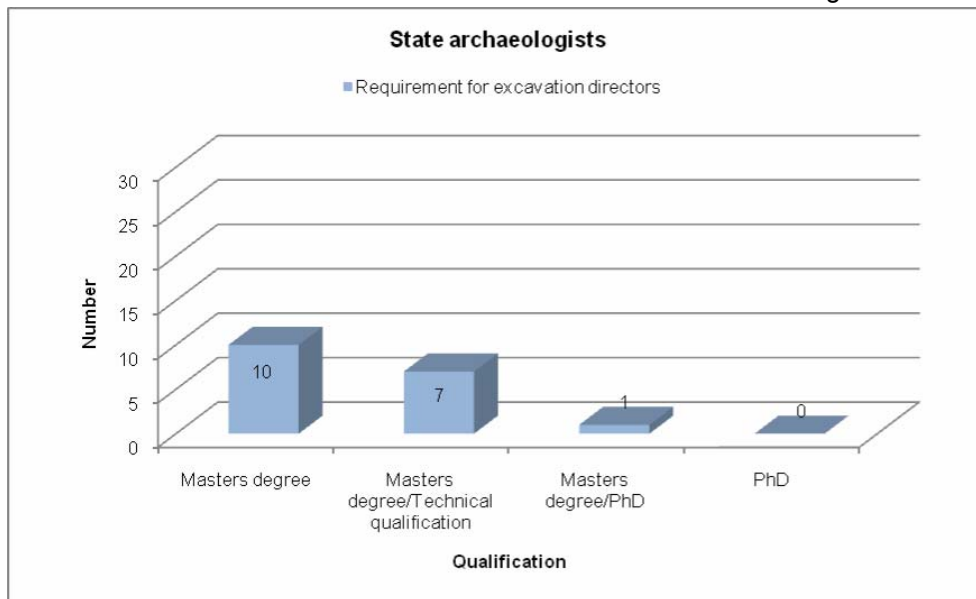 State archaeologists
Requirement for excavation directors
30
25
20
15
10
5
0
Number
10
7
1
0
Masters degree
Masters
degree/Technical
qualification
Masters
degree/PhD
PhD
Qualification